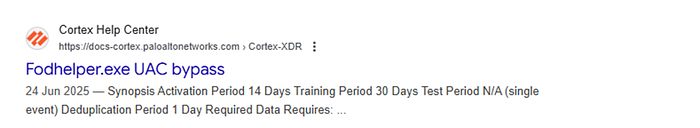 Cortex Help Center
https://docs-cortex.paloaltonetworks.com › Cortex-XDR
Fodhelper.exe UAC bypass
24 Jun 2025 — Synopsis Activation Period 14 Days Training Period 30 Days Test Period N/A (single
event) Deduplication Period 1 Day Required Data Requires: ...